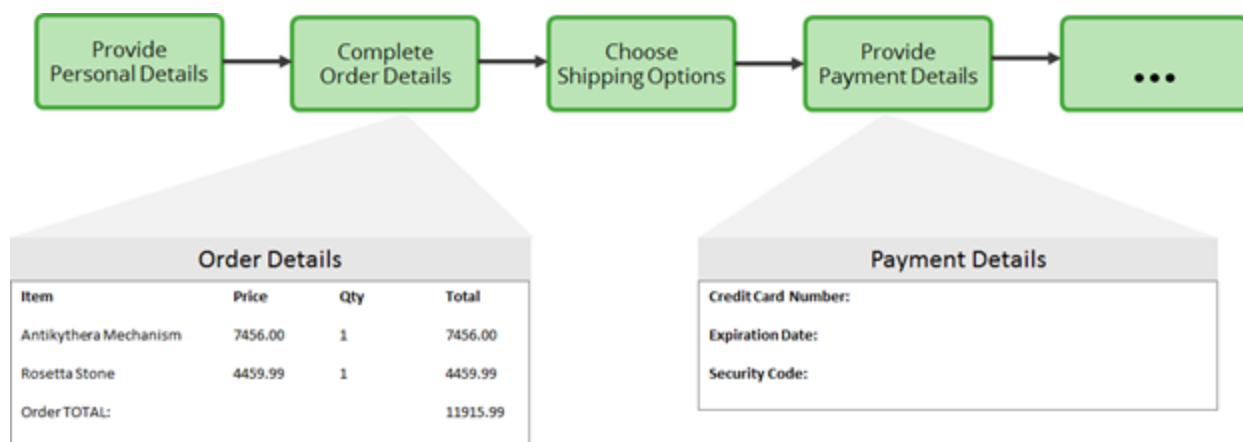 Provide
Personal Details
Complete
Order Details
Choose
Shipping Options
Provide
Payment Details
...
Order Details
Item Price Qty Total
Antikythera Mechanism 7456.00 1 7456.00
Rosetta Stone 4459.99 1 4459.99
Order TOTAL: 11915.99
Payment Details
Credit Card Number:
Expiration Date:
Security Code: